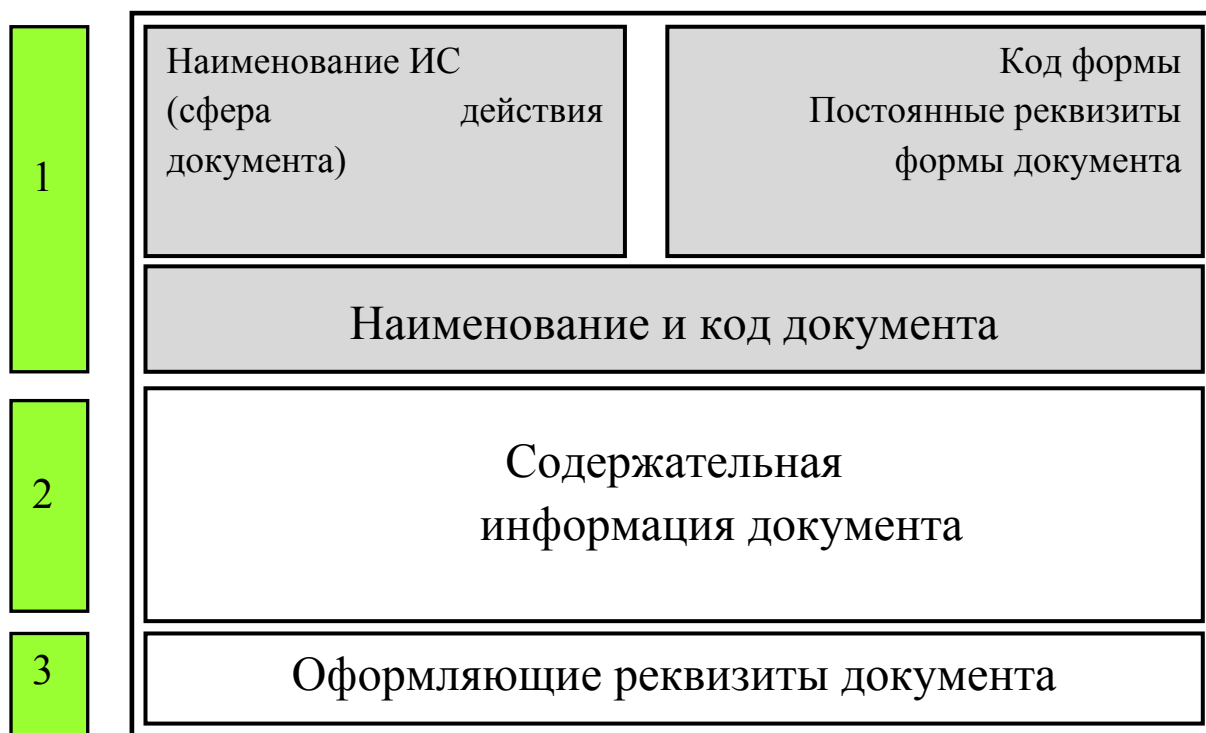 1
Наименование ИС
(сфера действия
документа)
Код формы
Постоянные реквизиты
формы документа
Наименование и код документа
2
Содержательная
информация документа
3
Оформляющие реквизиты документа